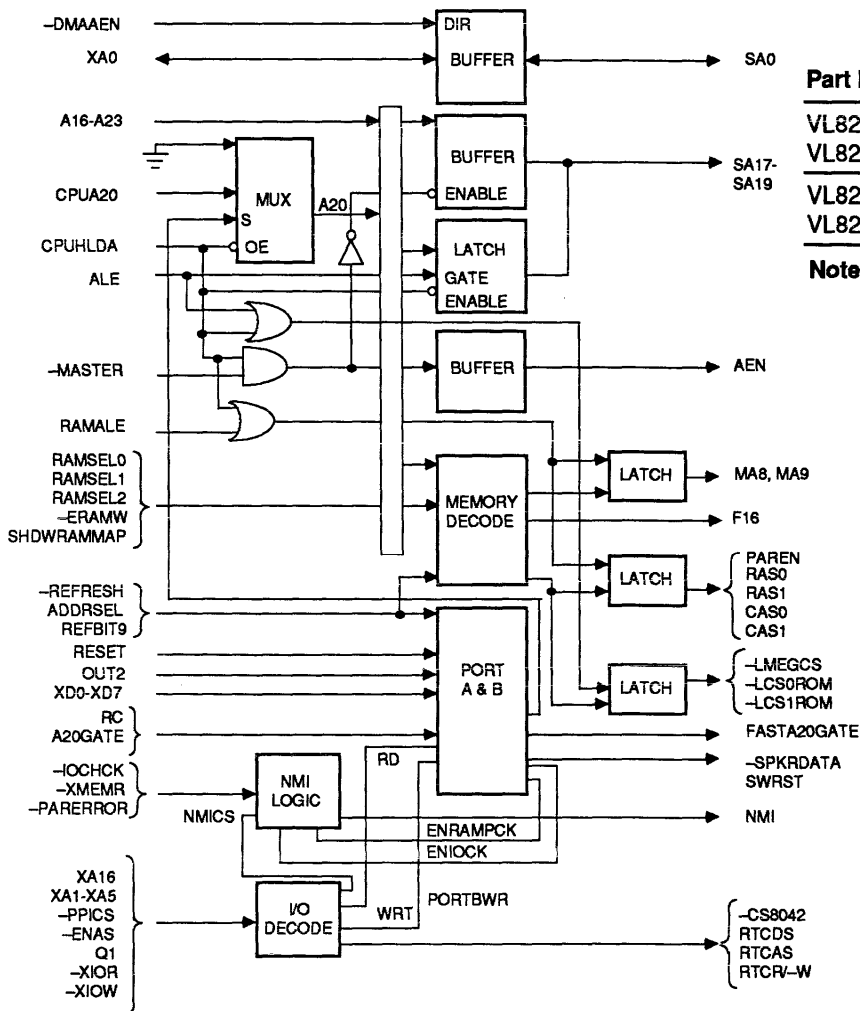 –DMAAEN
DIR
XA0
BUFFER
SA0
Part
VL82
VL82
VL82
VL82
Note
A16-A23
BUFFER
SA17-
SA19
MUX
CPUA20
A20
ENABLE
S
CPUHLDA
OE
LATCH
ALE
GATE
ENABLE
–MASTER
BUFFER
AEN
RAMALE
RAMSEL0
RAMSEL1
RAMSEL2
–ERAMW
SHDWRAMMAP
MEMORY
DECODE
LATCH
MA8, MA9
F16
LATCH
PAREN
RAS0
RAS1
CAS0
CAS1
–REFRESH
ADDRSEL
REFBIT9
RESET
OUT2
XD0-XD7
PORT
A & B
LATCH
–LMEGCS
–LCS0ROM
–LCS1ROM
RC
A20GATE
FASTA20GATE
RD
–SPKRDATA
SWRST
–IOCHCK
–XMEMR
–PARERROR
NMI
LOGIC
NMICS
NMI
ENRAMPCK
ENIOCK
XA16
XA1-XA5
–PPICS
–ENAS
Q1
–XIOR
–XIOW
I/O
DECODE
WRT
PORTBWR
–CS8042
RTCDS
RTCAS
RTCR/–W